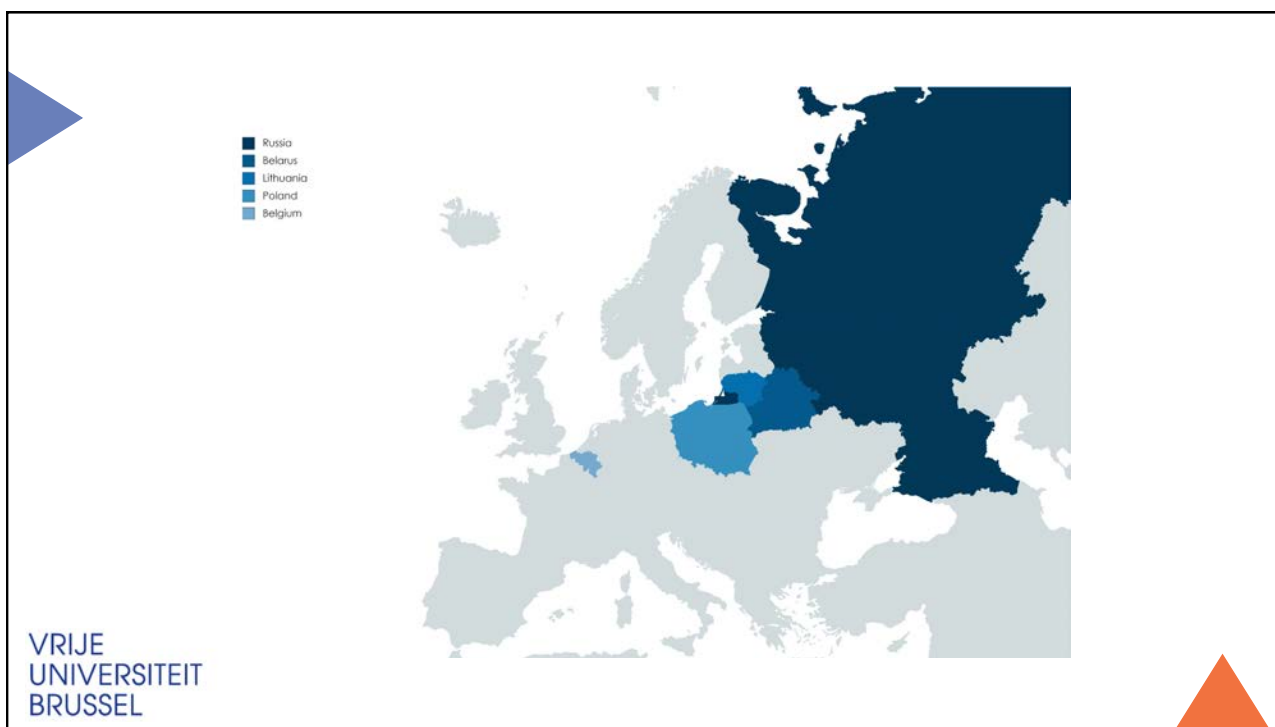 Russia
Belarus
Lithuania
Poland
Belgium
VRIJE
UNIVERSITEIT
BRUSSEL